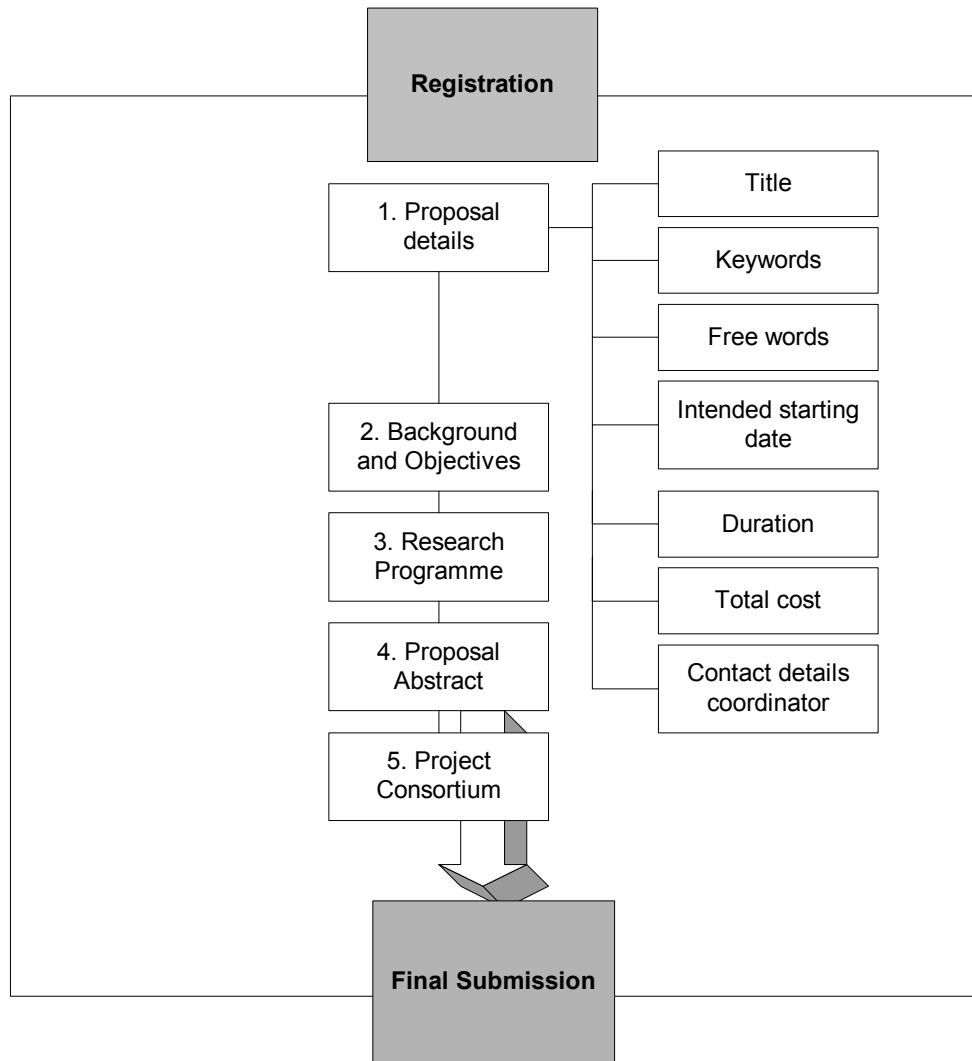 Registration
1. Proposal
details
Title
Keywords
Free words
Intended starting
date
Duration
Total cost
Contact details
coordinator
2. Background
and Objectives
3. Research
Programme
4. Proposal
Abstract
5. Project
Consortium
Final Submission